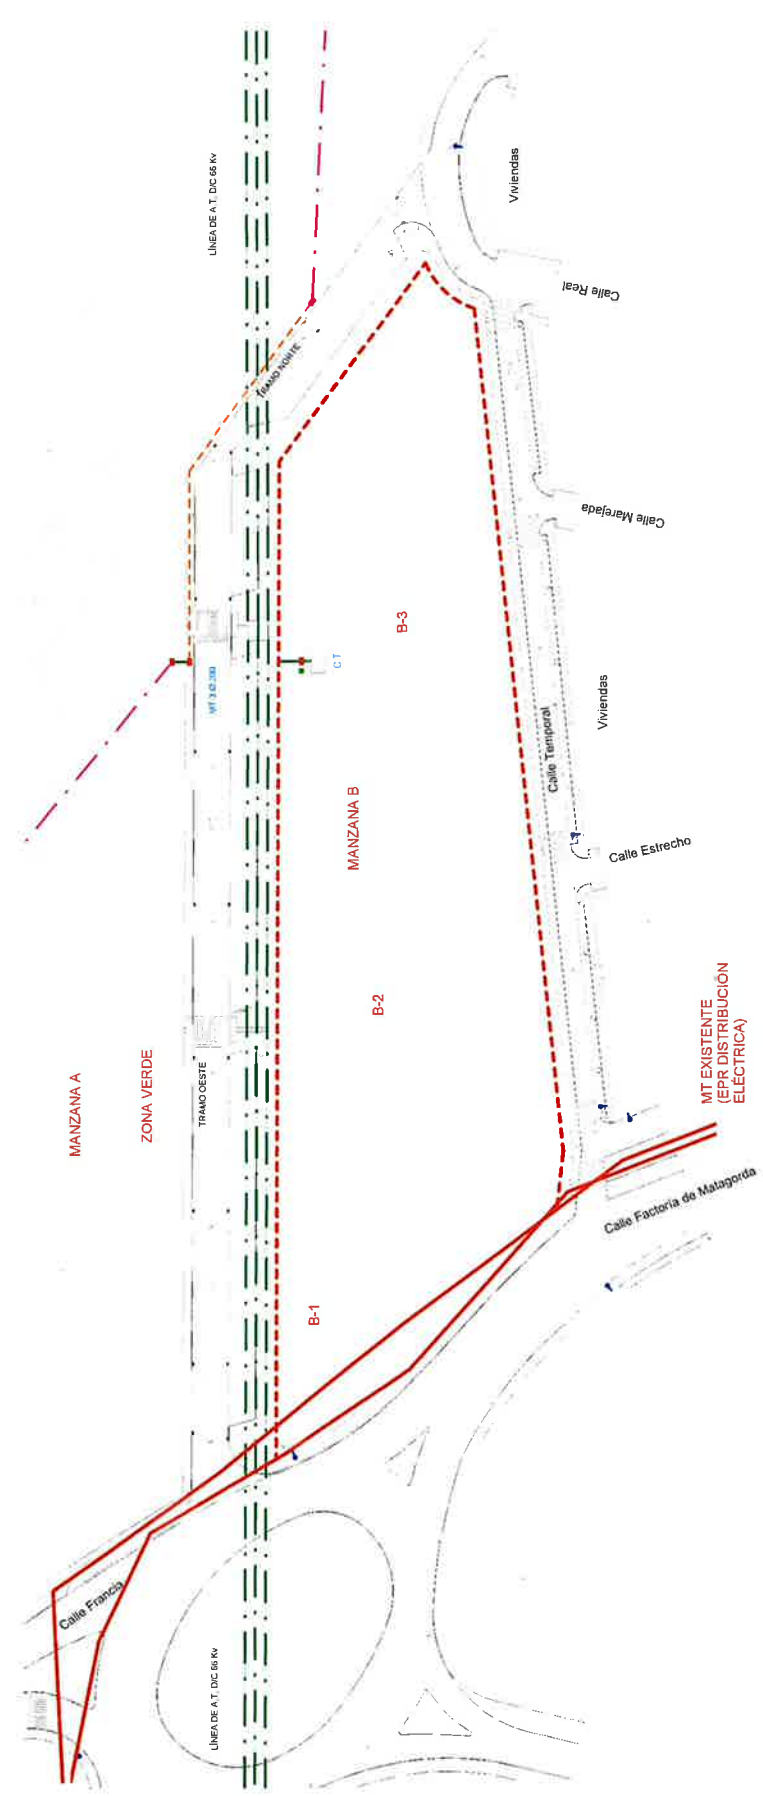 LÍNEA DE A.T. D/C 66 Kv
Viviendas
Calle Real
TRAMO NORTE
Calle Marejada
B-3
CT
Viviendas
Calle Temporal
MANZANA B
Calle Estrecho
B-2
MT EXISTENTE
(EPR DISTRIBUCIÓN
ELÉCTRICA)
MANZANA A
ZONA VERDE
TRAMO OESTE
Calle Factoría de Matagorda
B-1
Calle Francia
LÍNEA DE A.T. D/C 66 Kv